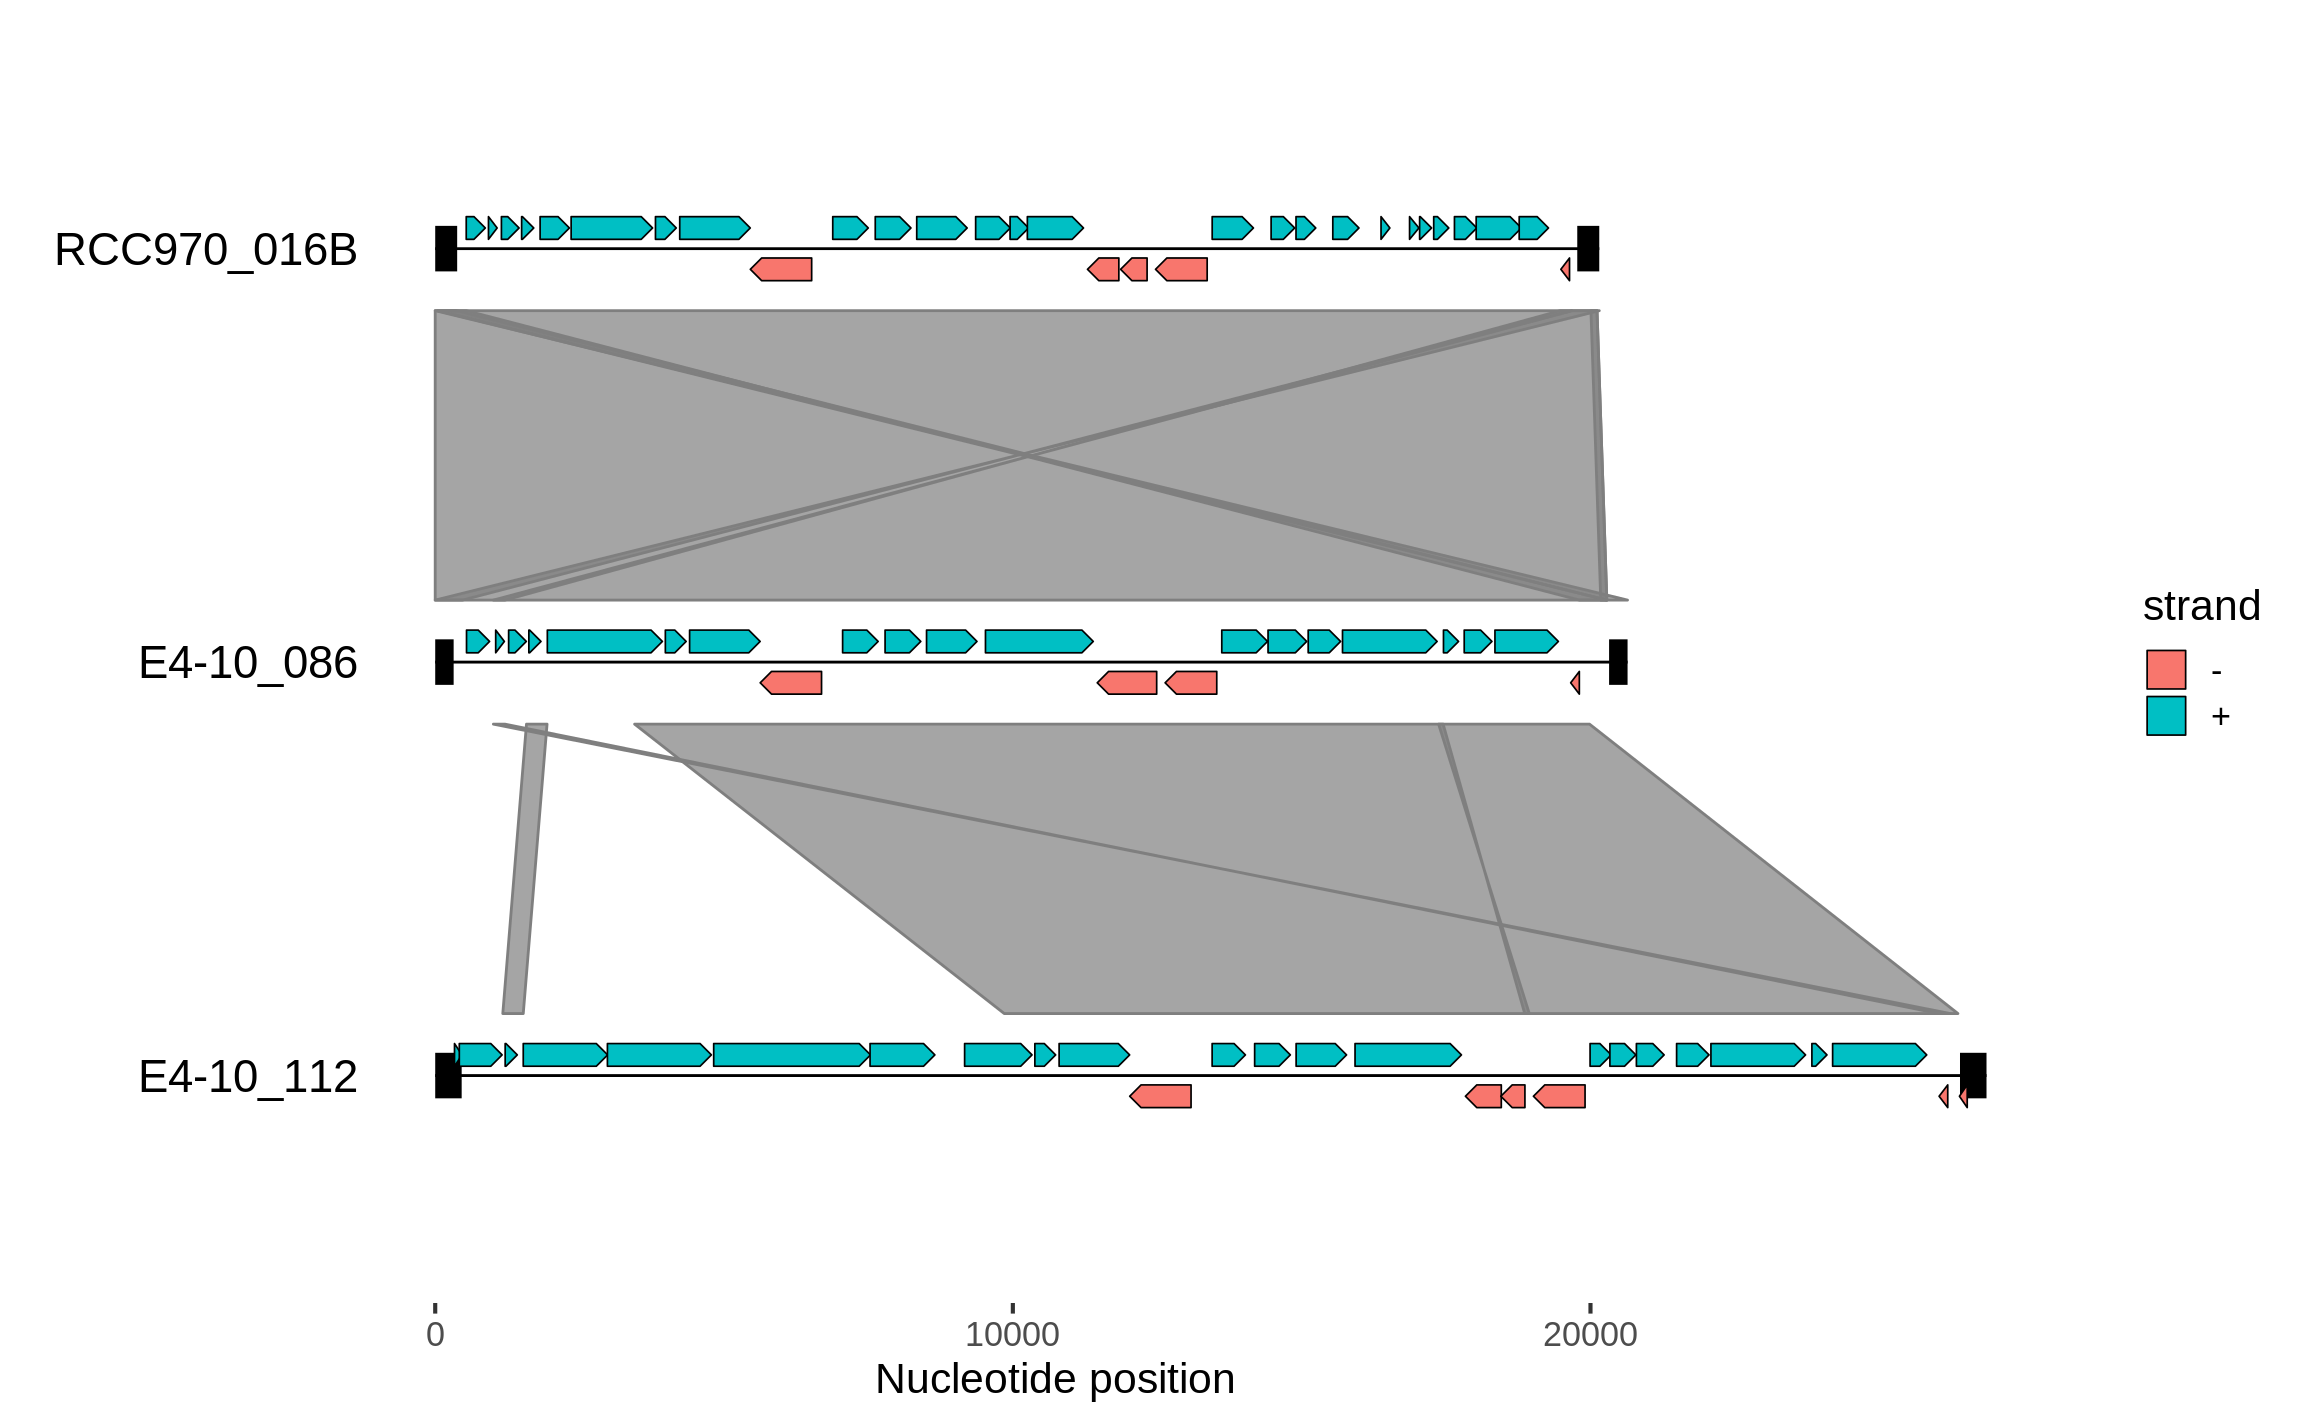 RCC970_016B
E4-10_086
E4-10_112
strand
-
+
0 10000 20000
Nucleotide position